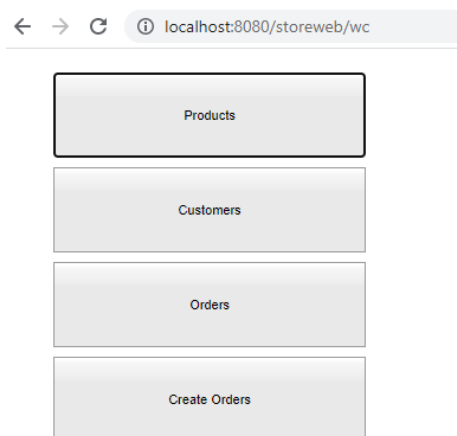 localhost:8080/storeweb/wc
Products
Customers
Orders
Create Orders